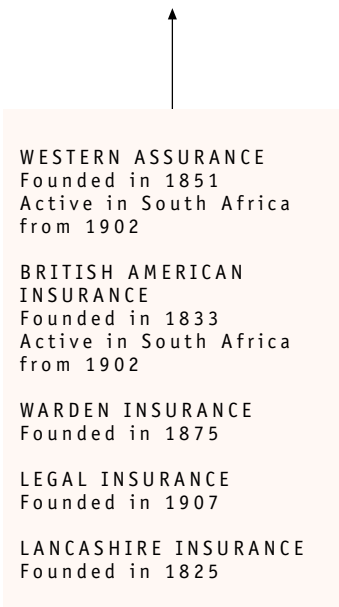 WESTERN ASSURANCE
Founded in 1851
Active in South Africa
from 1902
BRITISH AMERICAN
INSURANCE
Founded in 1833
Active in South Africa
from 1902
WARDEN INSURANCE
Founded in 1875
LEGAL INSURANCE
Founded in 1907
LANCASHIRE INSURANCE
Founded in 1825